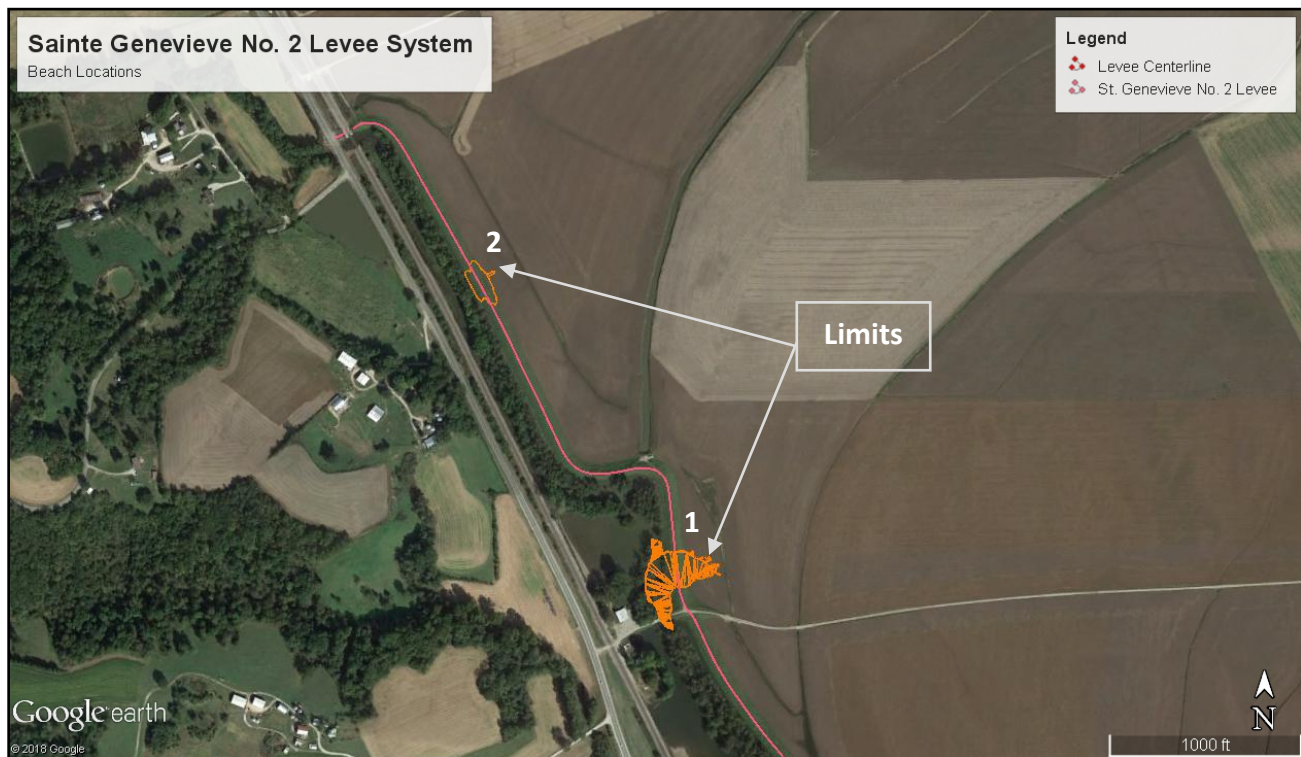 Sainte Genevieve No. 2 Levee System
Beach Locations
Legend
Levee Centerline
St. Genevieve No. 2 Levee
2
Limits
1
Google earth
© 2018 Google
N
1000 ft